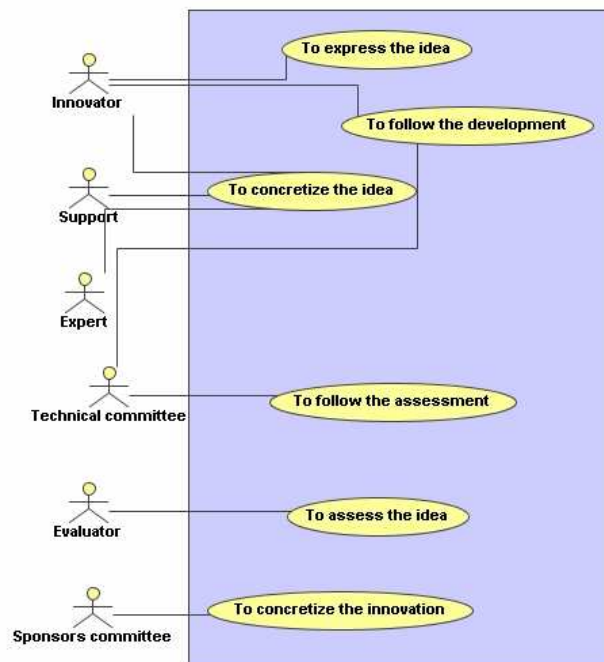 To express the idea
Innovator
To follow the development
To concretize the idea
Support
Expert
Technical committee
To follow the assessment
Evaluator
To assess the idea
To concretize the innovation
Sponsors committee